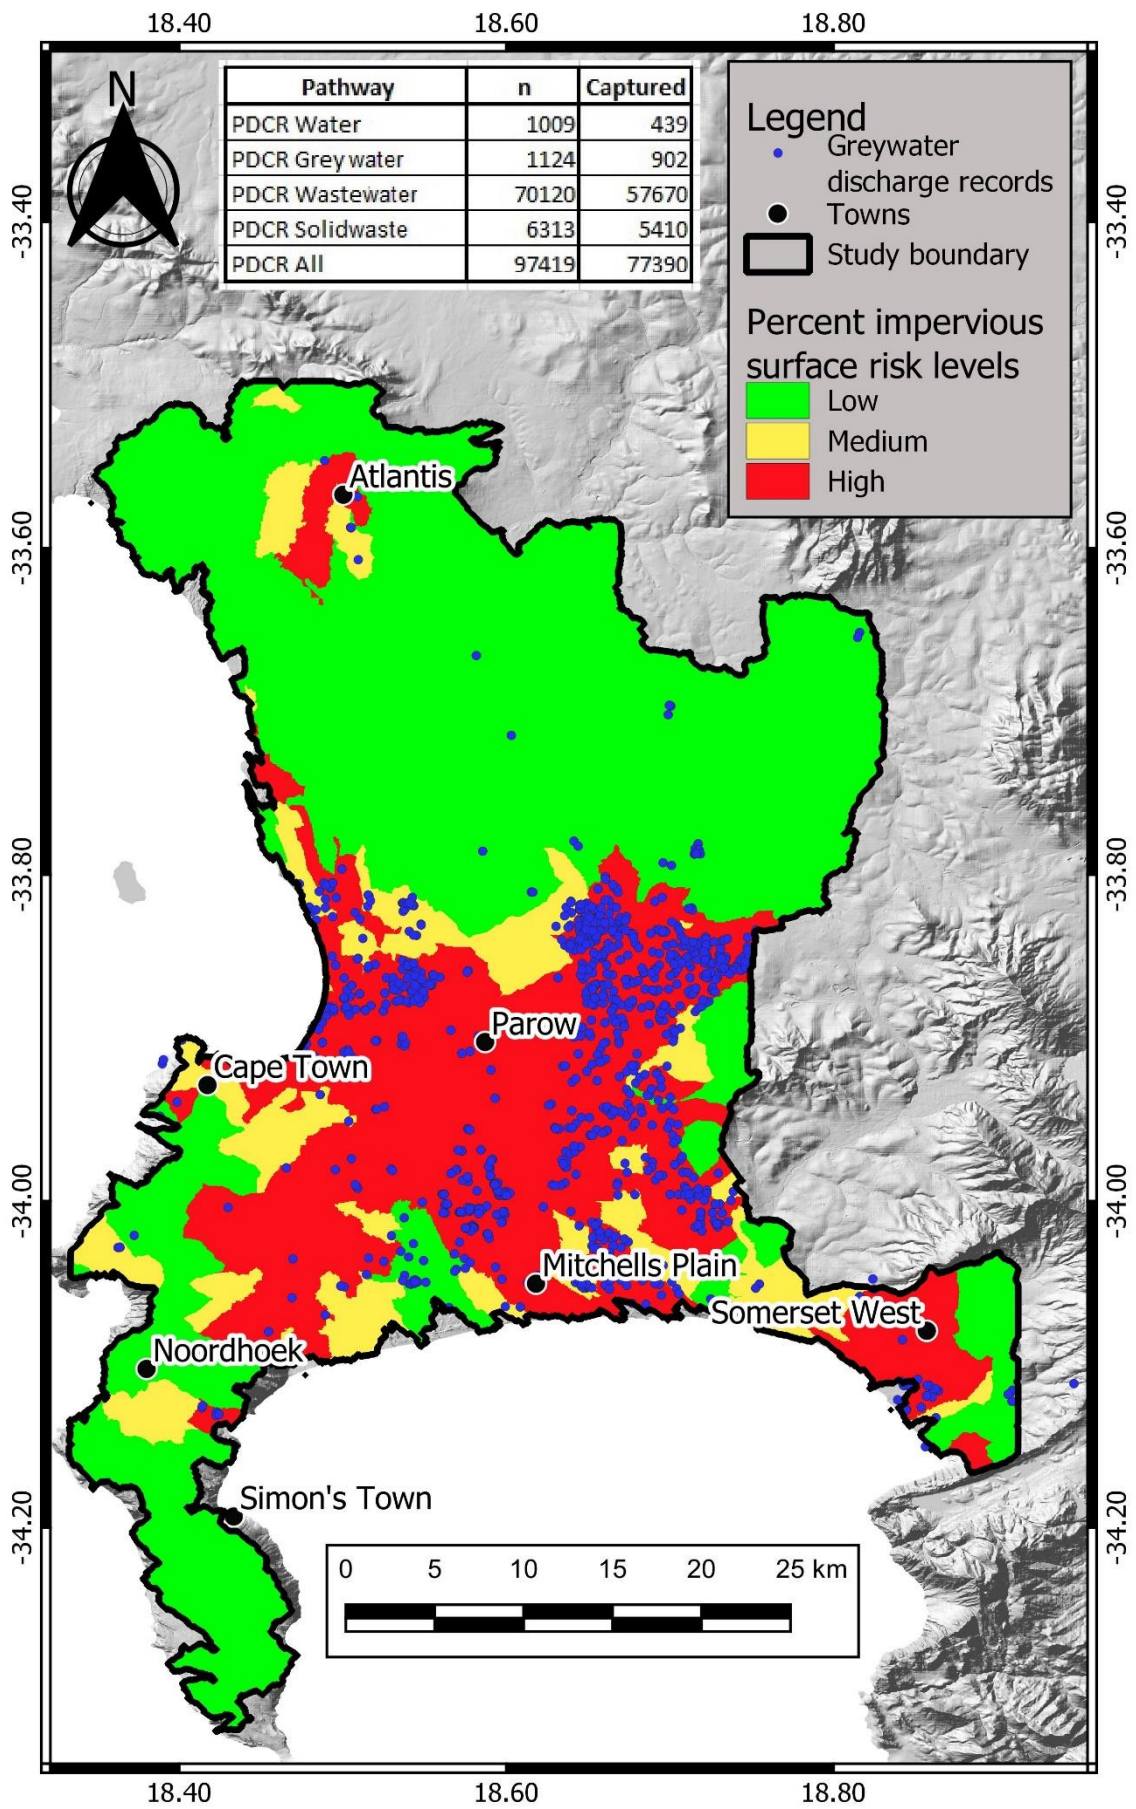 18.40 18.60 18.80
N
Pathway n Captured
PDCR Water 1009 439
PDCR Grey water 1124 902
PDCR Wastewater 70120 57670
PDCR Solidwaste 6313 5410
PDCR All 97419 77390
Legend
Greywater
discharge records
Towns
Study boundary
Percent impervious
surface risk levels
Low
Medium
High
-33.40 -33.40
Atlantis
-33.60 -33.60
-33.80 -33.80
Parow
Cape Town
-34.00 -34.00
Mitchells Plain
Somerset West
Noordhoek
Simon's Town
-34.20 -34.20
0 5 10 15 20 25 km
18.40 18.60 18.80